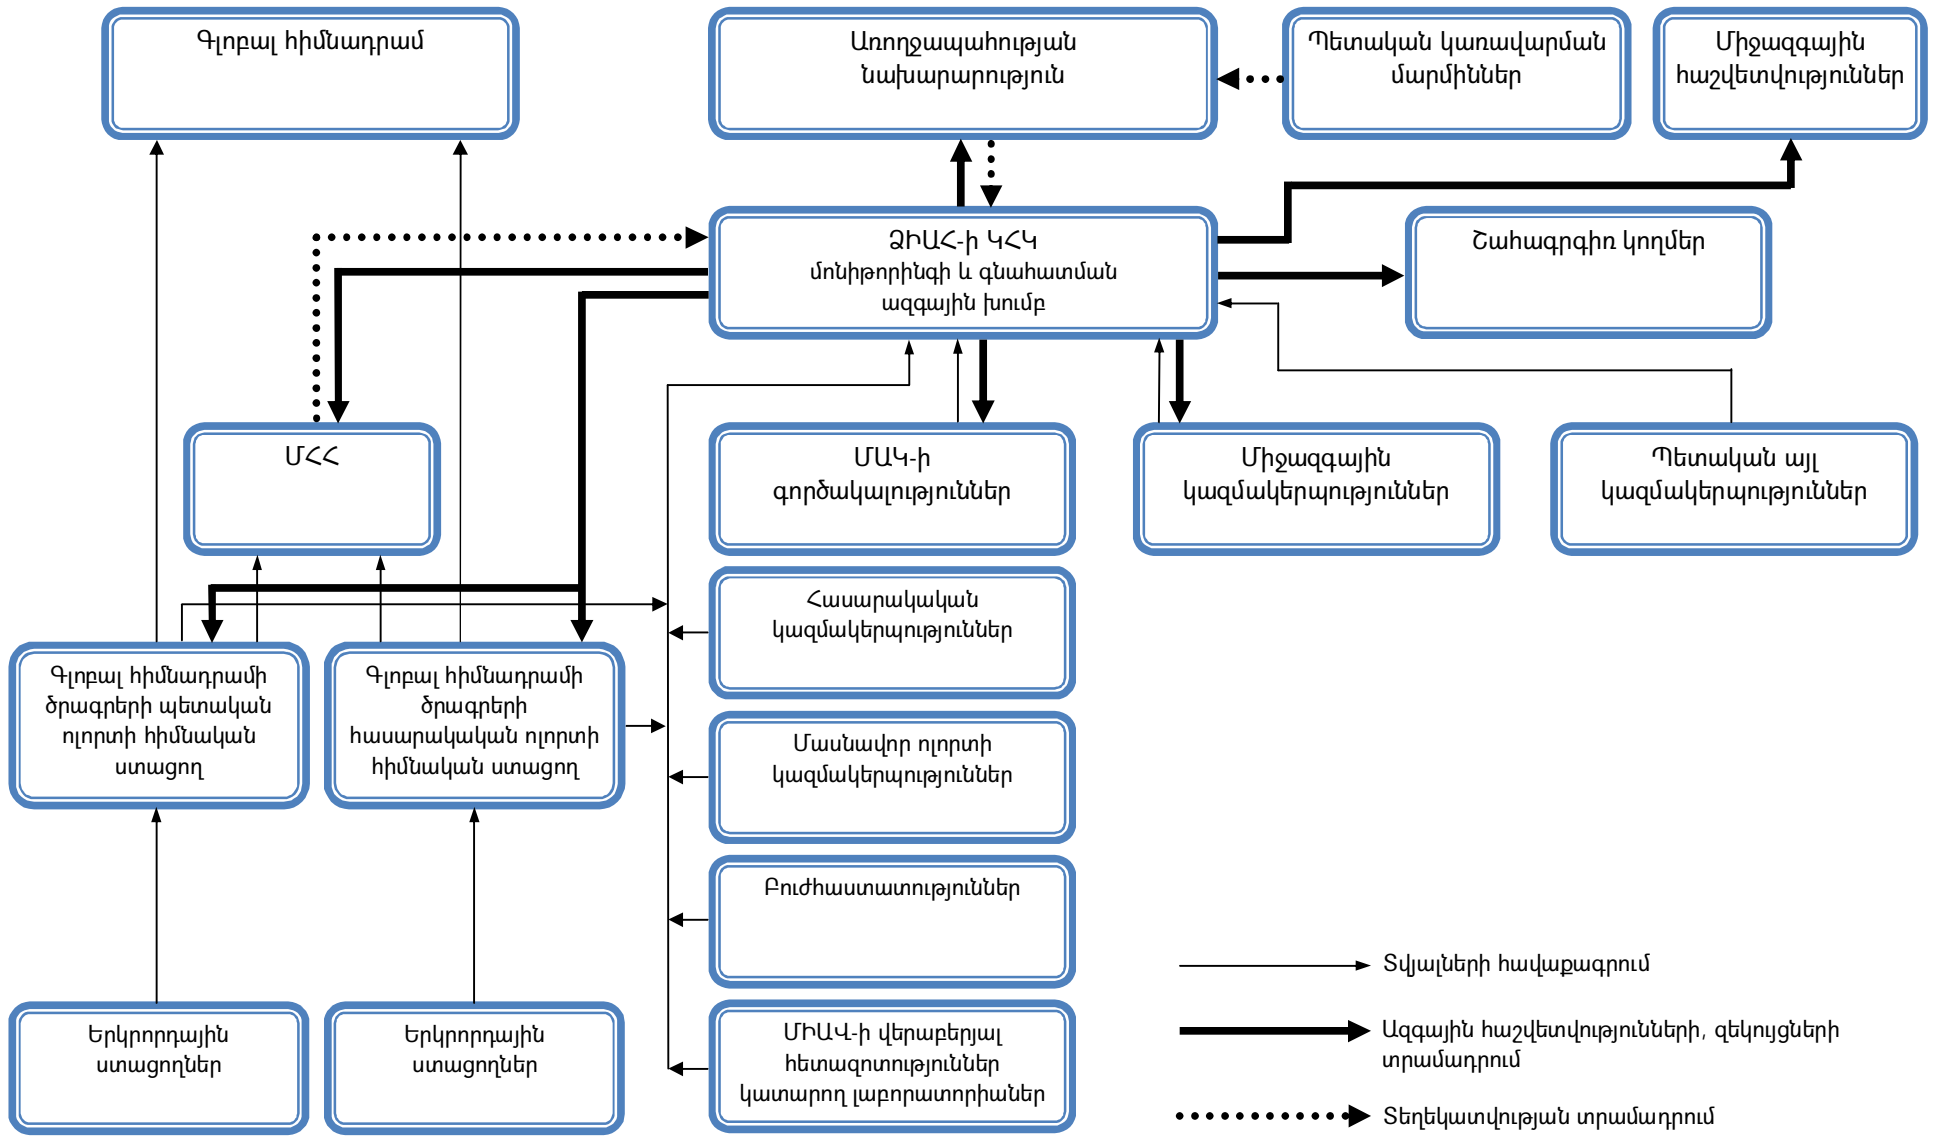 Գլոբալ հիմնադրամ
Առողջապահության
նախարարություն
Պետական կառավարման
մարմիններ
Միջազգային
հաշվետվություններ
ՁԻԱՀ-ի ԿՀԿ
մոնիթորինգի և գնահատման
ազգային խումբ
Շահագրգիռ կողմեր
ՄՀՀ
ՄԱԿ-ի
գործակալություններ
Միջազգային
կազմակերպություններ
Պետական այլ
կազմակերպություններ
Հասարակական
կազմակերպություններ
Գլոբալ հիմնադրամի
ծրագրերի պետական
ոլորտի հիմնական
ստացող
Գլոբալ հիմնադրամի
ծրագրերի
հասարակական ոլորտի
հիմնական ստացող
Մասնավոր ոլորտի
կազմակերպություններ
Բուժհաստատություններ
Երկրորդային
ստացողներ
Երկրորդային
ստացողներ
ՄԻԱՎ-ի վերաբերյալ
հետազոտություններ
կատարող լաբորատորիաներ
Տվյալների հավաքագրում
Ազգային հաշվետվությունների, զեկույցների
տրամադրում
Տեղեկատվության տրամադրում